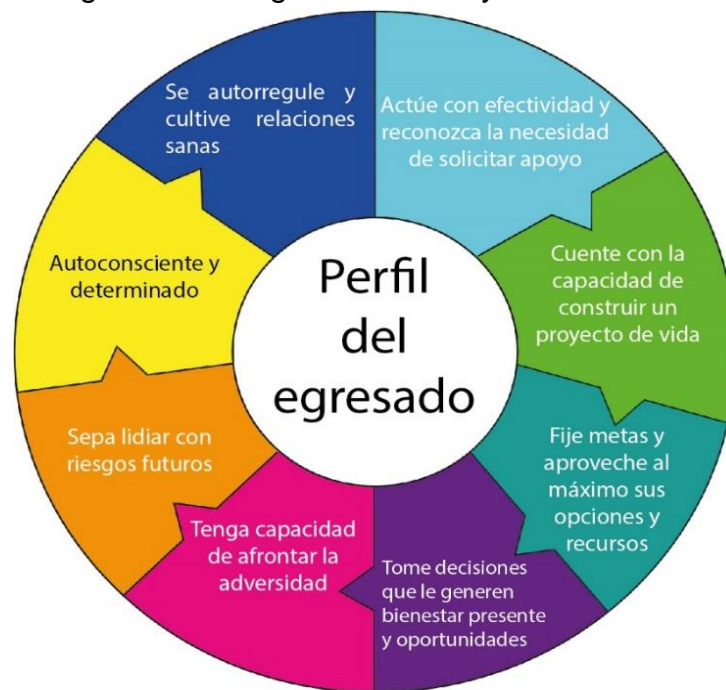 Se autorregule y
cultive relaciones
sanas
Actúe con efectividad y
reconozca la necesidad
de solicitar apoyo
Cuente con la
capacidad de
construir un
proyecto de vida
Fije metas y
aproveche al
máximo sus
opciones y
recursos
Tome decisiones
que le generen
bienestar presente
y oportunidades
Tenga capacidad
de afrontar la
adversidad
Sepa lidiar con
riesgos futuros
Autoconsciente y
determinado
Perfil
del
egresado